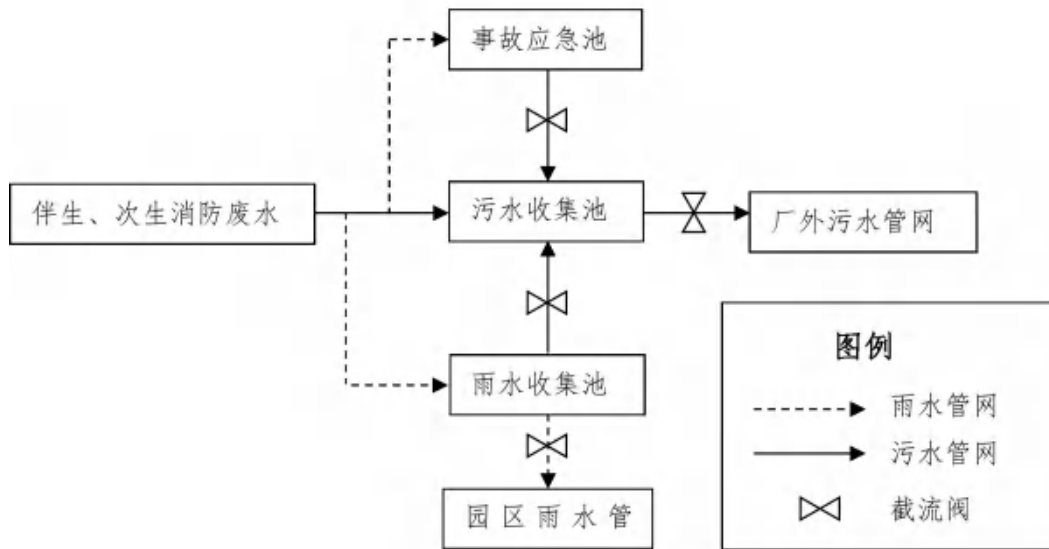 事故应急池
伴生、次生消防废水
污水收集池
厂外污水管网
雨水收集池
园区雨水管
图例
雨水管网
污水管网
截流阀